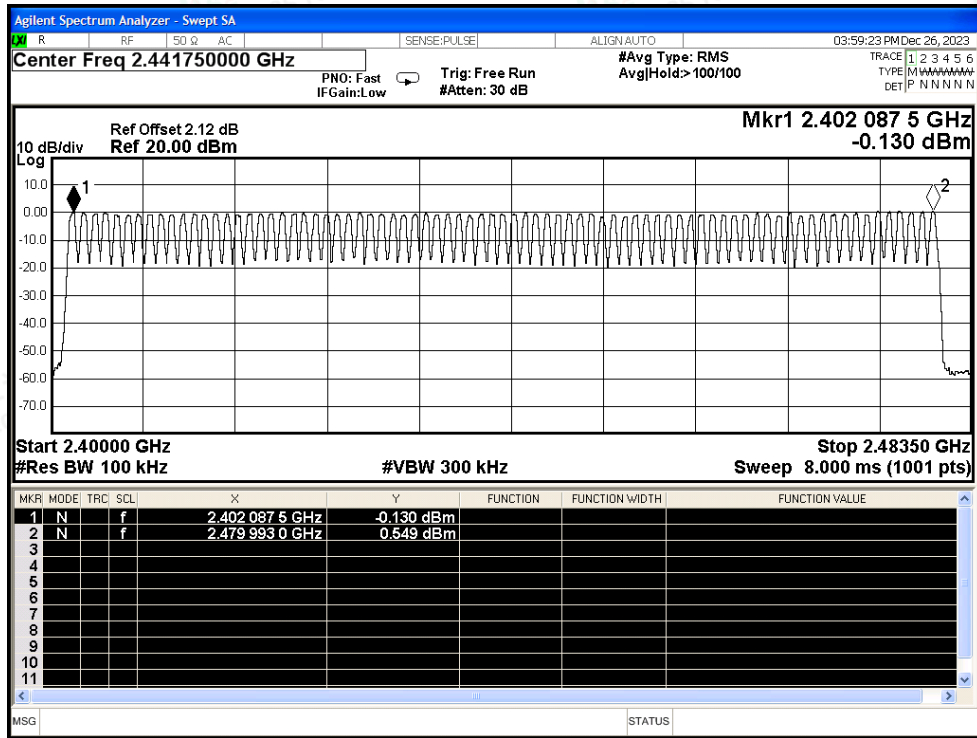 Agilent Spectrum Analyzer - Swept SA
LXI R RF 50 Ω AC SENSE:PULSE ALIGN AUTO 03:59:23 PM Dec 26, 2023
Center Freq 2.441750000 GHz
PNO: Fast
IFGain:Low
Trig: Free Run
#Atten: 30 dB
#Avg Type: RMS
Avg|Hold:>100/100
TRACE 1 2 3 4 5 6
TYPE M
DET P N N N N N
Mkr1 2.402 087 5 GHz
-0.130 dBm
Ref Offset 2.12 dB
10 dB/div Ref 20.00 dBm
Log
10.0
0.00
-10.0
-20.0
-30.0
-40.0
-50.0
-60.0
-70.0
1
2
Start 2.40000 GHz Stop 2.48350 GHz
#Res BW 100 kHz #VBW 300 kHz Sweep 8.000 ms (1001 pts)
MKR MODE TRC SCL X Y FUNCTION FUNCTION WIDTH FUNCTION VALUE
1 N f 2.402 087 5 GHz -0.130 dBm
2 N f 2.479 993 0 GHz 0.549 dBm
3
4
5
6
7
8
9
10
11
MSG STATUS